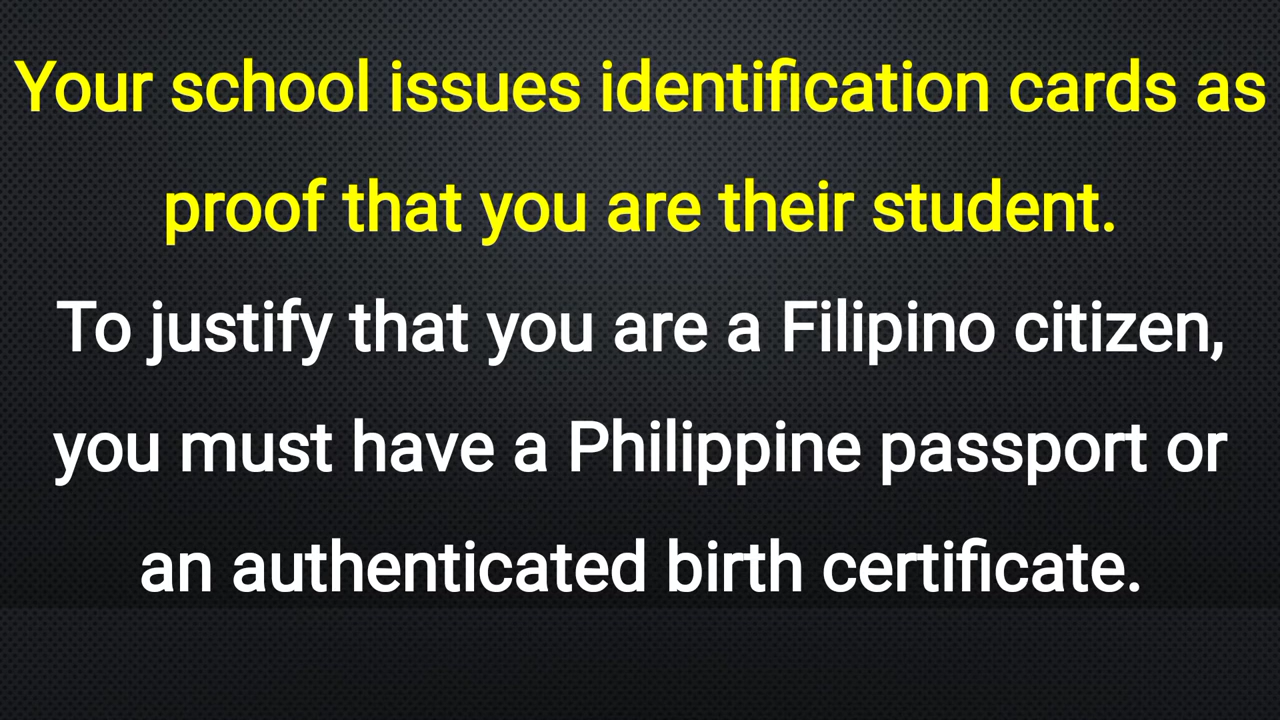 Your school issues identification cards as
proof that you are their student.
To justify that you are a Filipino citizen,
you must have a Philippine passport or
an authenticated birth certificate.